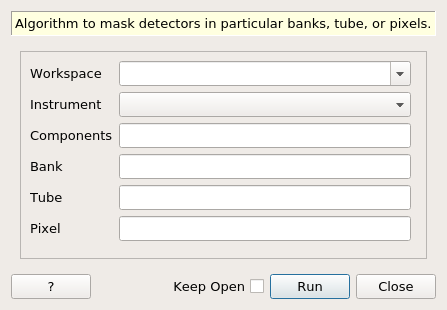 Algorithm to mask detectors in particular banks, tube, or pixels.
Workspace
Instrument
Components
Bank
Tube
Pixel
? Keep Open Run Close